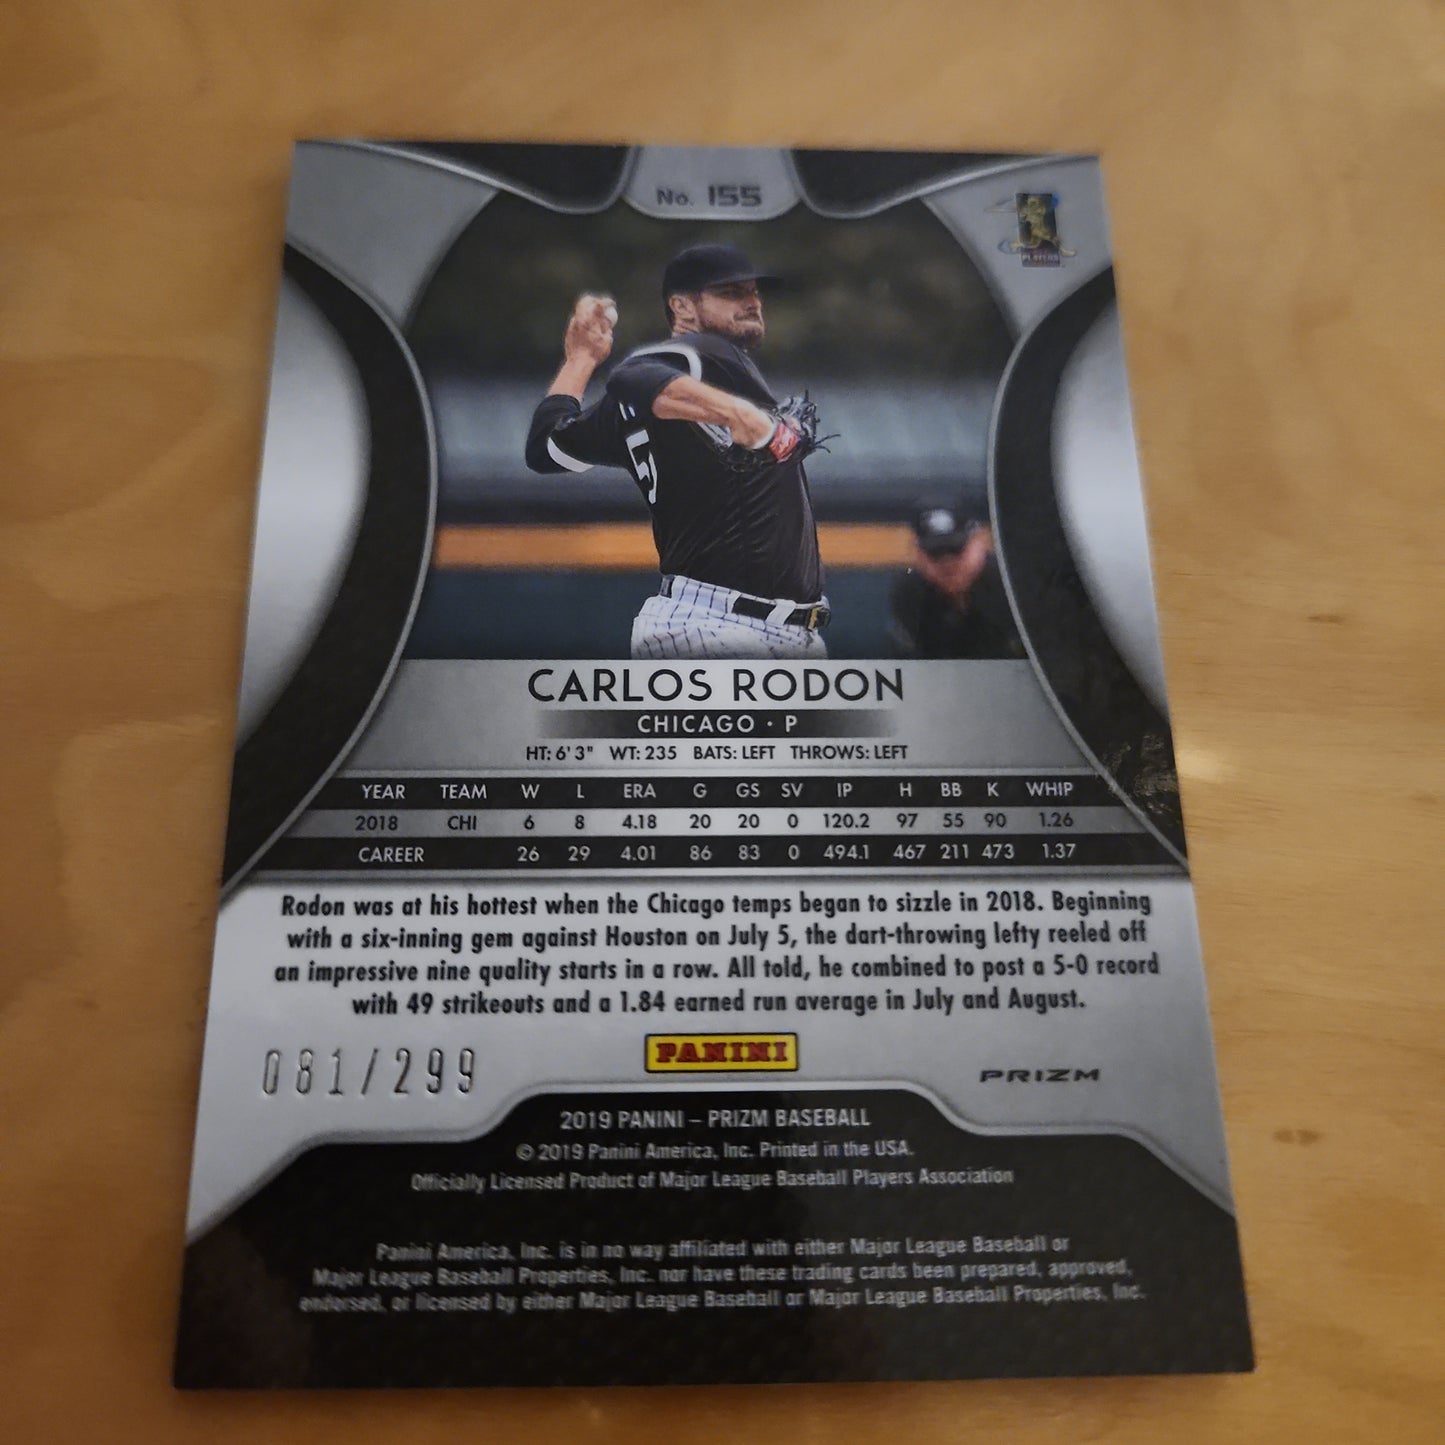 No. 155
PLAYERS
5
CARLOS RODON
CHICAGO · P
HT: 6' 3" WT: 235 BATS: LEFT THROWS: LEFT
YEAR TEAM W L ERA G GS SV IP H BB K WHIP
2018 CHI 6 8 4.18 20 20 0 120.2 97 55 90 1.26
CAREER 26 29 4.01 86 83 0 494.1 467 211 473 1.37
Rodon was at his hottest when the Chicago temps began to sizzle in 2018. Beginning
with a six-inning gem against Houston on July 5, the dart-throwing lefty reeled off
an impressive nine quality starts in a row. All told, he combined to post a 5-0 record
with 49 strikeouts and a 1.84 earned run average in July and August.
081/299
PANINI
PRIZM
2019 PANINI – PRIZM BASEBALL
© 2019 Panini America, Inc. Printed in the USA.
Officially Licensed Product of Major League Baseball Players Association
Panini America, Inc. is in no way affiliated with either Major League Baseball or
Major League Baseball Properties, Inc. nor have these trading cards been prepared, approved,
endorsed, or licensed by either Major League Baseball or Major League Baseball Properties, Inc.